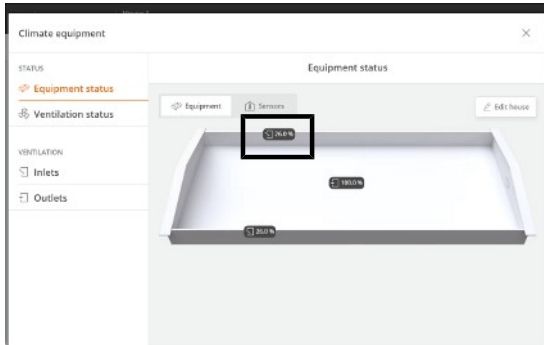 Climate equipment
STATUS
Equipment status
Equipment status
Equipment
Sensors
Edit house
Ventilation status
26.0 %
VENTILATION
Inlets
100.0 %
Outlets
26.0 %